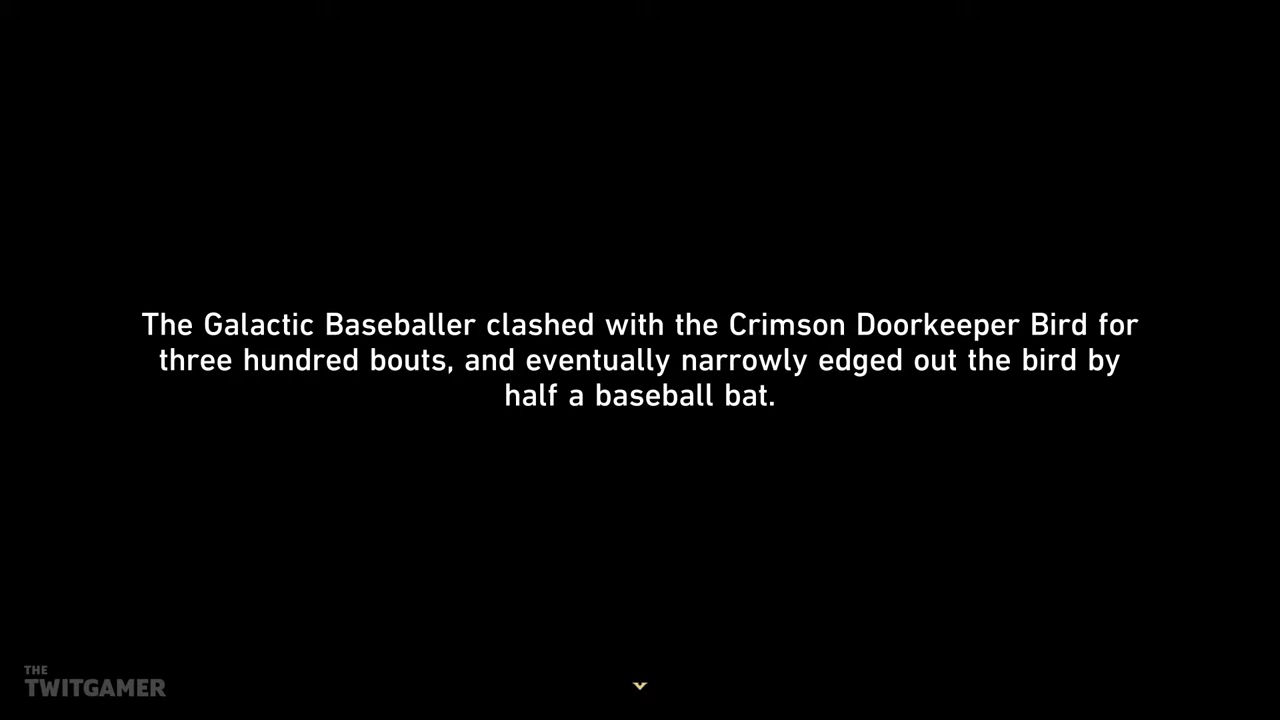 The Galactic Baseballer clashed with the Crimson Doorkeeper Bird for
three hundred bouts, and eventually narrowly edged out the bird by
half a baseball bat.
THE
TWITGAMER